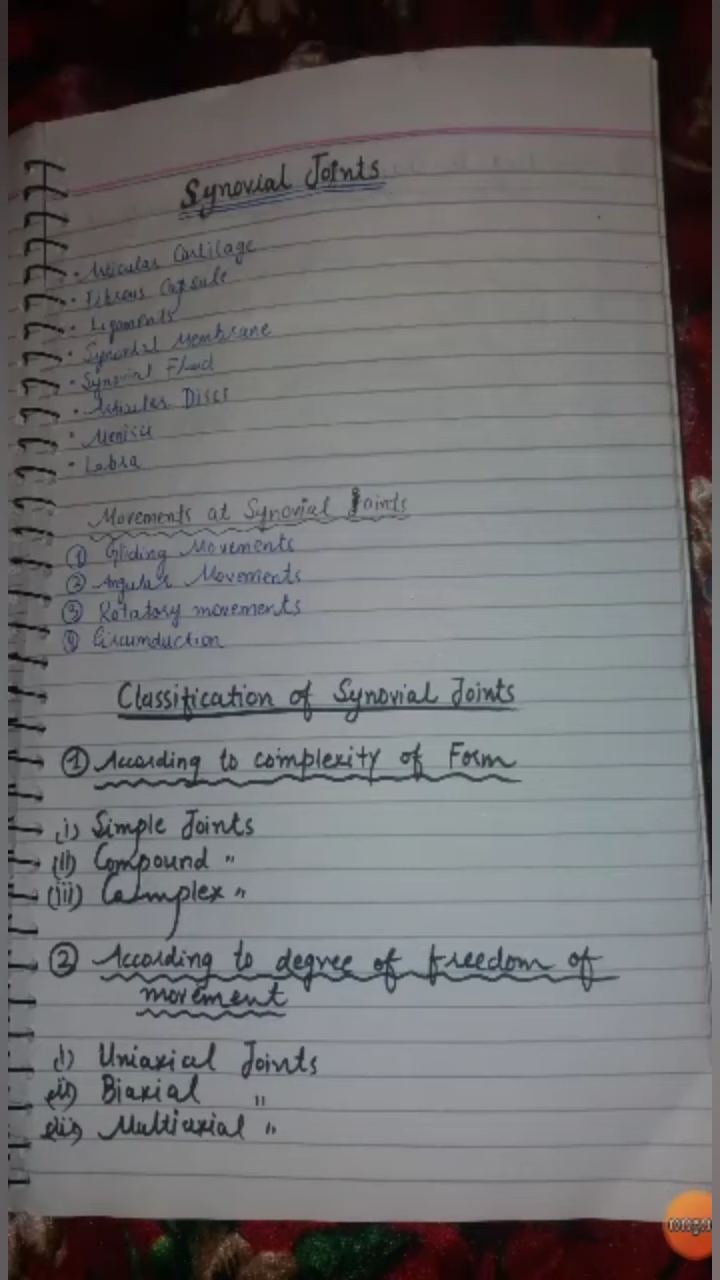 Synovial Joints
• Articular Cartilage
• Fibrous Capsule
• Ligaments
• Synovial Membrane
• Synovial Fluid
• Articular Discs
• Menisci
• Labra
Movements at Synovial Joints
① Gliding Movements
② Angular Movements
③ Rotatory movements
④ Circumduction
Classification of Synovial Joints
① According to complexity of Form
(i) Simple Joints
(ii) Compound "
(iii) Complex "
② According to degree of freedom of
movement
(i) Uniaxial Joints
(ii) Biaxial "
(iii) Multiaxial "